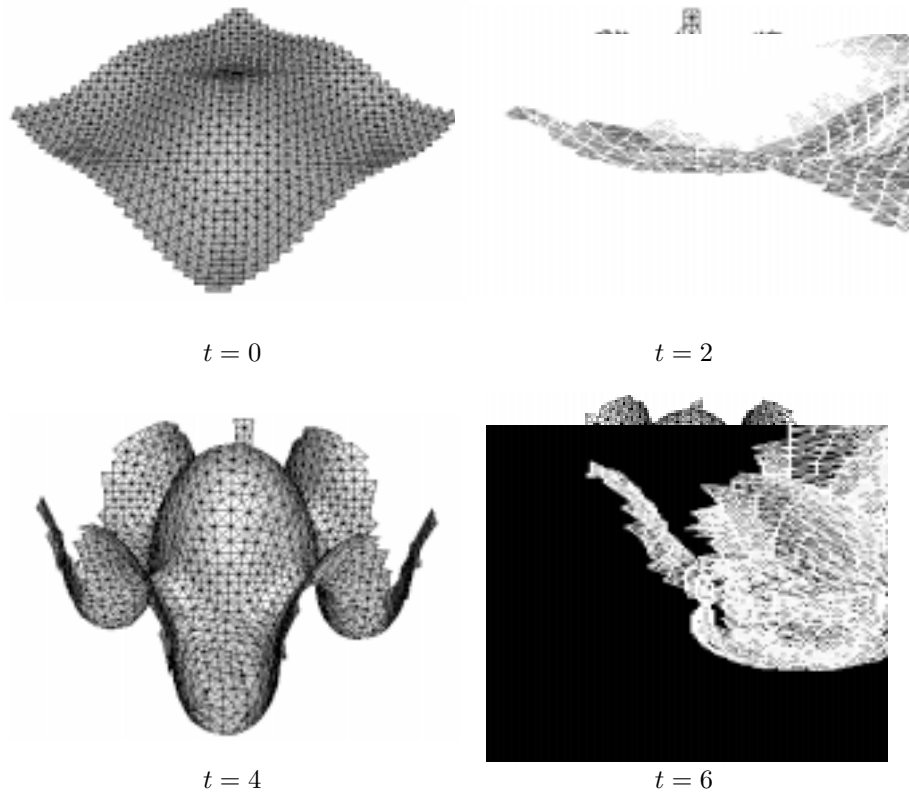 t = 0
t = 2
t = 4
t = 6